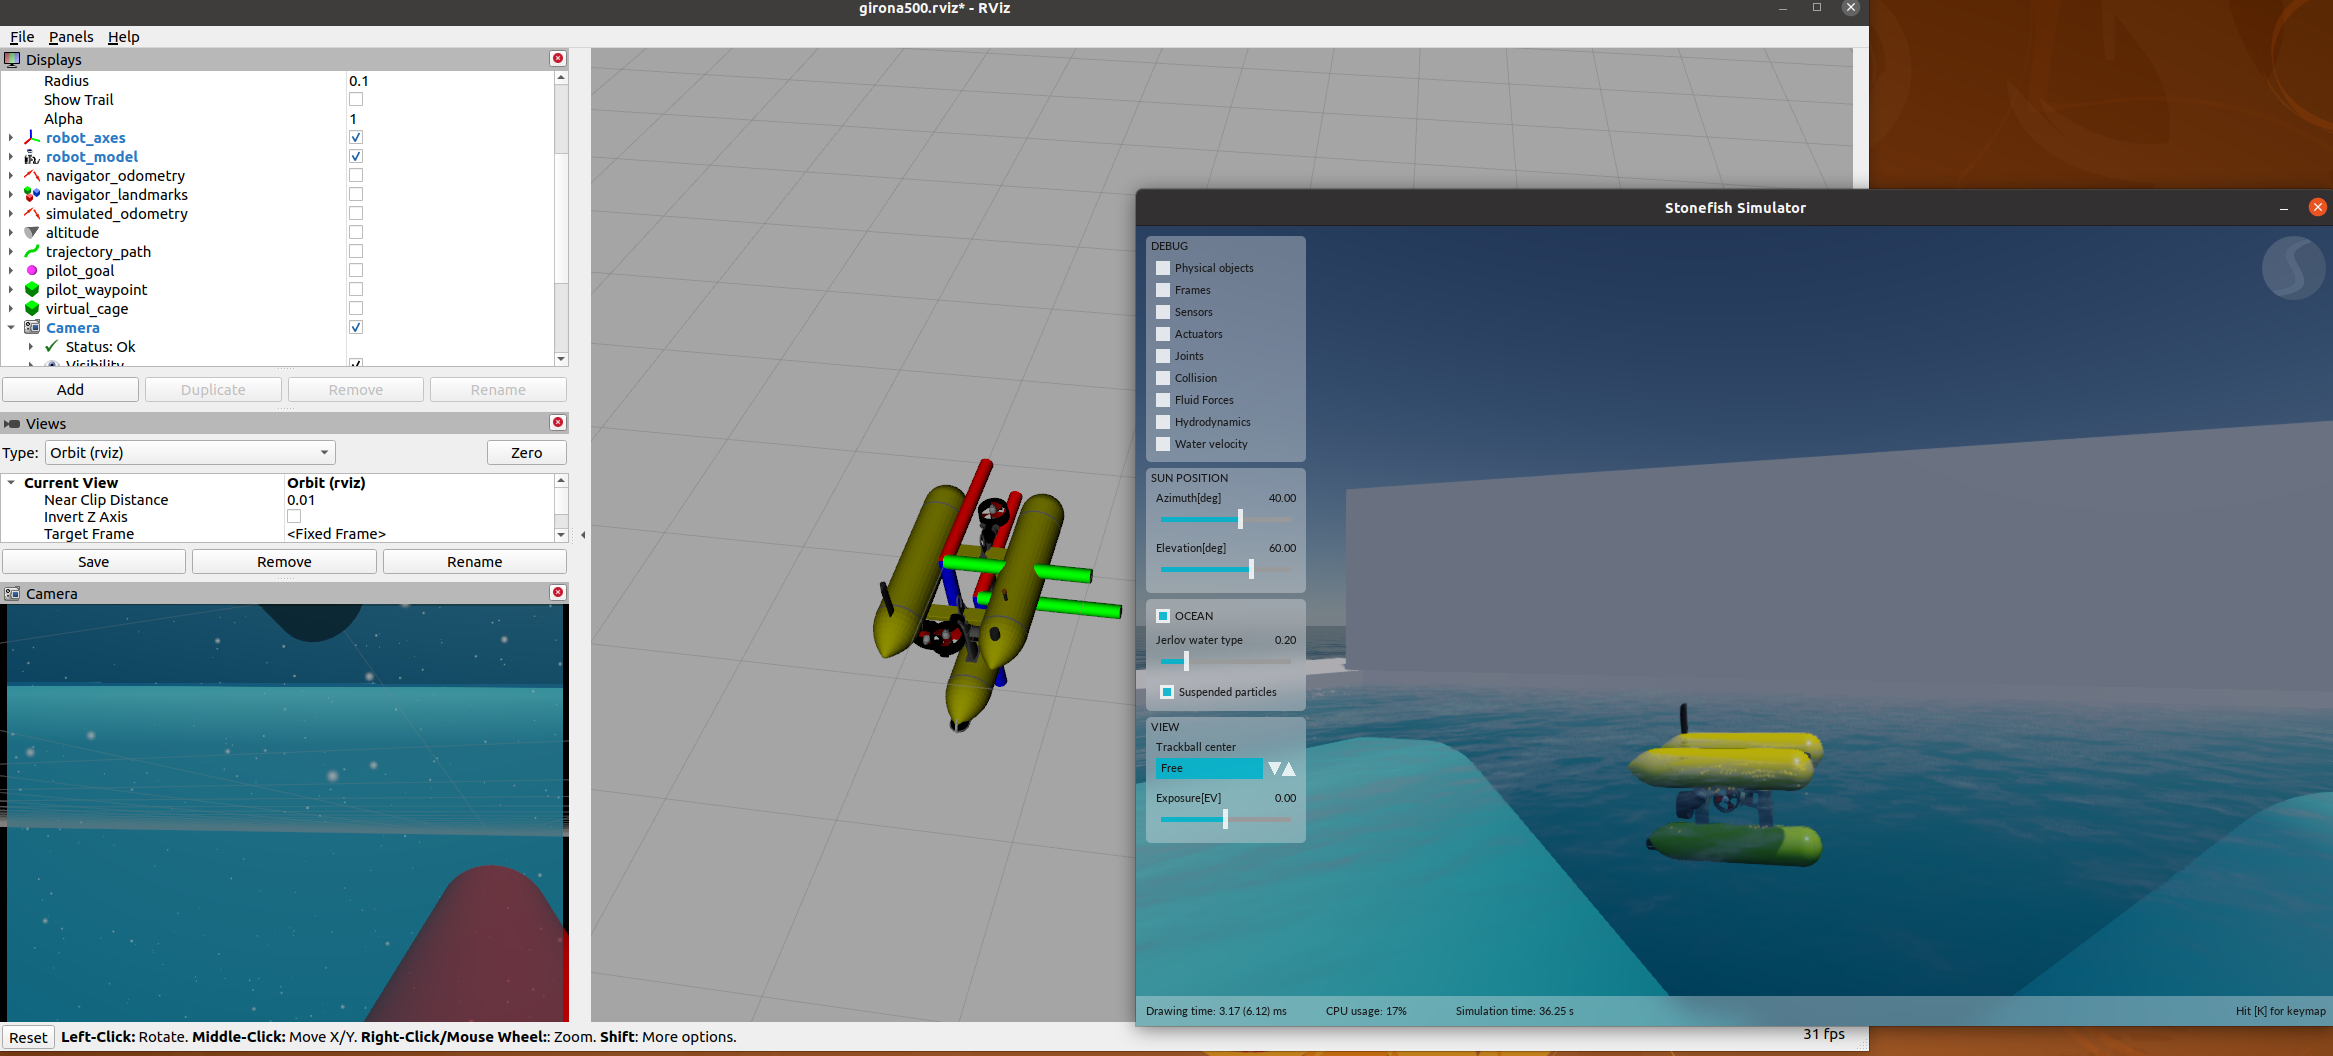 girona500.rviz* - RViz
File Panels Help
Displays
Radius 0.1
Show Trail
Alpha 1
robot_axes
robot_model
navigator_odometry
navigator_landmarks
simulated_odometry
altitude
trajectory_path
pilot_goal
pilot_waypoint
virtual_cage
Camera
Status: Ok
Visibility
Add Duplicate Remove Rename
Views
Type: Orbit (rviz) Zero
Current View Orbit (rviz)
Near Clip Distance 0.01
Invert Z Axis
Target Frame <Fixed Frame>
Save Remove Rename
Camera
Reset Left-Click: Rotate. Middle-Click: Move X/Y. Right-Click/Mouse Wheel:: Zoom. Shift: More options.
31 fps
Stonefish Simulator
DEBUG
Physical objects
Frames
Sensors
Actuators
Joints
Collision
Fluid Forces
Hydrodynamics
Water velocity
SUN POSITION
Azimuth[deg] 40.00
Elevation[deg] 60.00
OCEAN
Jerlov water type 0.20
Suspended particles
VIEW
Trackball center
Free
Exposure[EV] 0.00
Drawing time: 3.17 (6.12) ms CPU usage: 17% Simulation time: 36.25 s Hit [K] for keymap